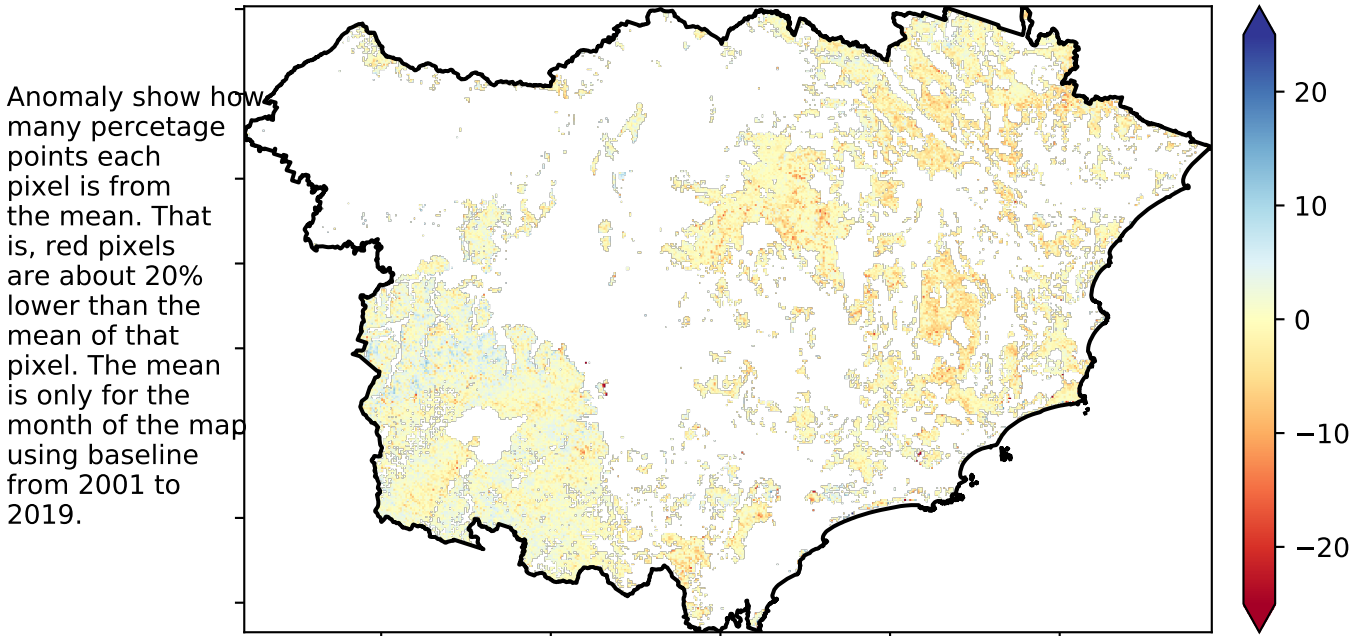 Anomaly show how
many percetage
points each
pixel is from
the mean. That
is, red pixels
are about 20%
lower than the
mean of that
pixel. The mean
is only for the
month of the map
using baseline
from 2001 to
2019.
20
10
0
−10
−20